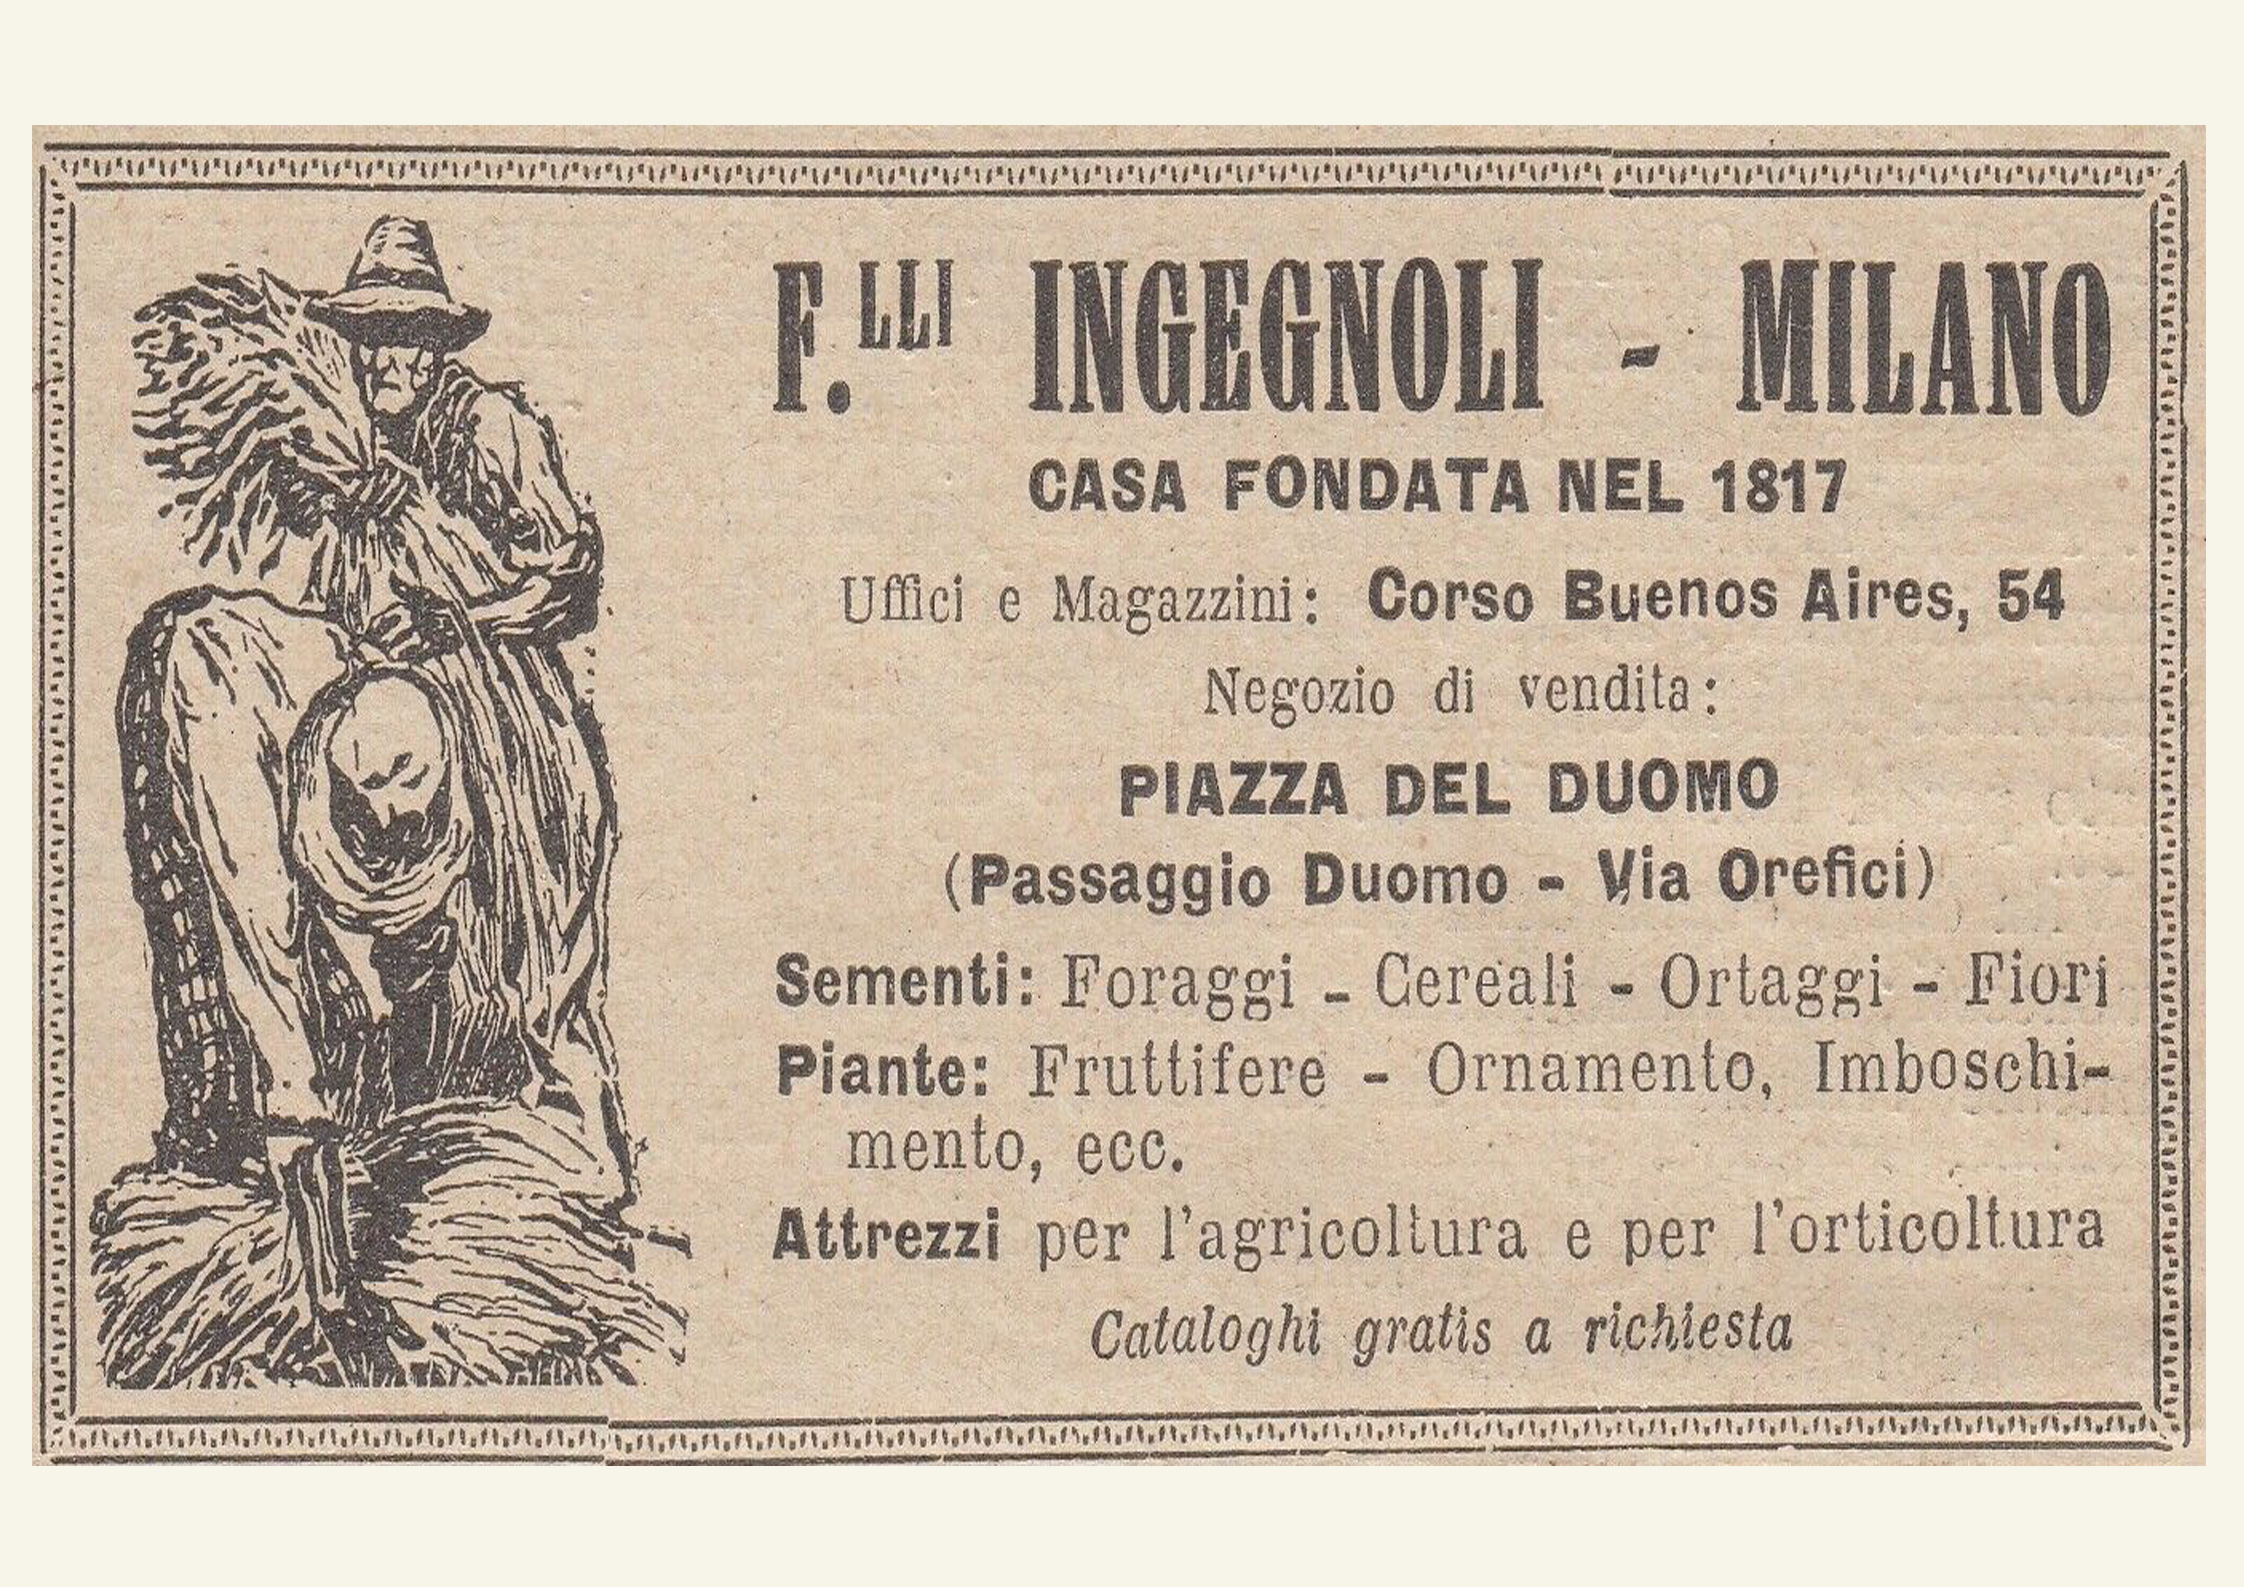 F.LLI INGEGNOLI - MILANO
CASA FONDATA NEL 1817
Uffici e Magazzini: Corso Buenos Aires, 54
Negozio di vendita:
PIAZZA DEL DUOMO
(Passaggio Duomo - Via Orefici)
Sementi: Foraggi - Cereali - Ortaggi - Fiori
Piante: Fruttifere - Ornamento, Imboschi-
mento, ecc.
Attrezzi per l'agricoltura e per l'orticoltura
Cataloghi gratis a richiesta